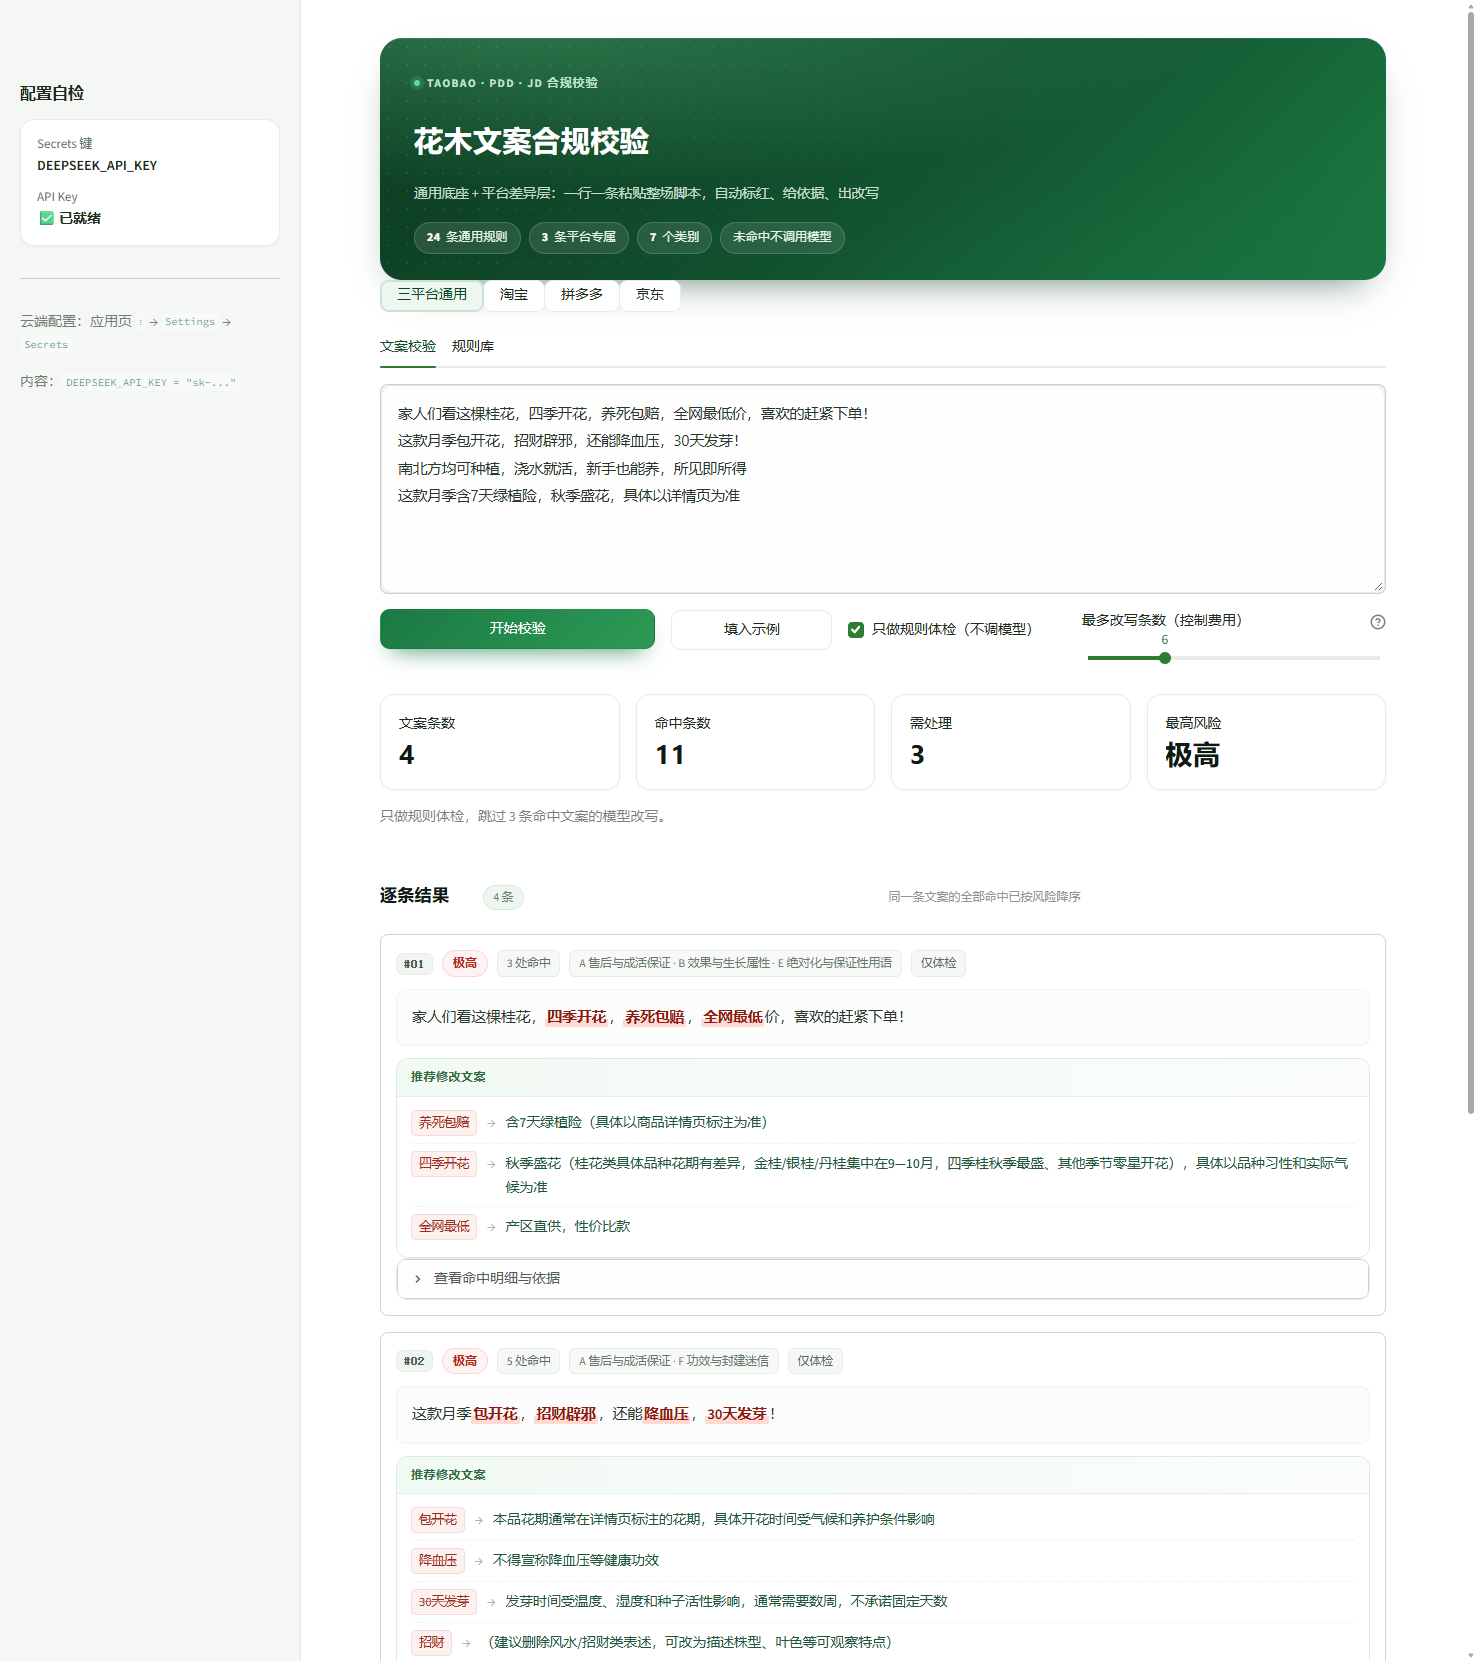 配置自检
Secrets 键
DEEPSEEK_API_KEY
API Key
✅ 已就绪
云端配置：应用页 ⋮ → Settings →
Secrets
内容： DEEPSEEK_API_KEY = "sk-..."
TAOBAO · PDD · JD 合规校验
花木文案合规校验
通用底座 + 平台差异层：一行一条粘贴整场脚本，自动标红、给依据、出改写
24 条通用规则
3 条平台专属
7 个类别
未命中不调用模型
三平台通用
淘宝
拼多多
京东
文案校验
规则库
家人们看这棵桂花，四季开花，养死包赔，全网最低价，喜欢的赶紧下单！
这款月季包开花，招财辟邪，还能降血压，30天发芽！
南北方均可种植，浇水就活，新手也能养，所见即所得
这款月季含7天绿植险，秋季盛花，具体以详情页为准
开始校验
填入示例
只做规则体检（不调模型）
最多改写条数（控制费用）
6
文案条数
4
命中条数
11
需处理
3
最高风险
极高
只做规则体检，跳过 3 条命中文案的模型改写。
逐条结果
4 条
同一条文案的全部命中已按风险降序
#01
极高
3 处命中
A 售后与成活保证 · B 效果与生长属性 · E 绝对化与保证性用语
仅体检
家人们看这棵桂花，四季开花，养死包赔，全网最低价，喜欢的赶紧下单！
推荐修改文案
养死包赔 → 含7天绿植险（具体以商品详情页标注为准）
四季开花 → 秋季盛花（桂花类具体品种花期有差异，金桂/银桂/丹桂集中在9—10月，四季桂秋季最盛、其他季节零星开花），具体以品种习性和实际气
候为准
全网最低 → 产区直供，性价比款
查看命中明细与依据
#02
极高
5 处命中
A 售后与成活保证 · F 功效与封建迷信
仅体检
这款月季包开花，招财辟邪，还能降血压，30天发芽！
推荐修改文案
包开花 → 本品花期通常在详情页标注的花期，具体开花时间受气候和养护条件影响
降血压 → 不得宣称降血压等健康功效
30天发芽 → 发芽时间受温度、湿度和种子活性影响，通常需要数周，不承诺固定天数
招财 → （建议删除风水/招财类表述，可改为描述株型、叶色等可观察特点）